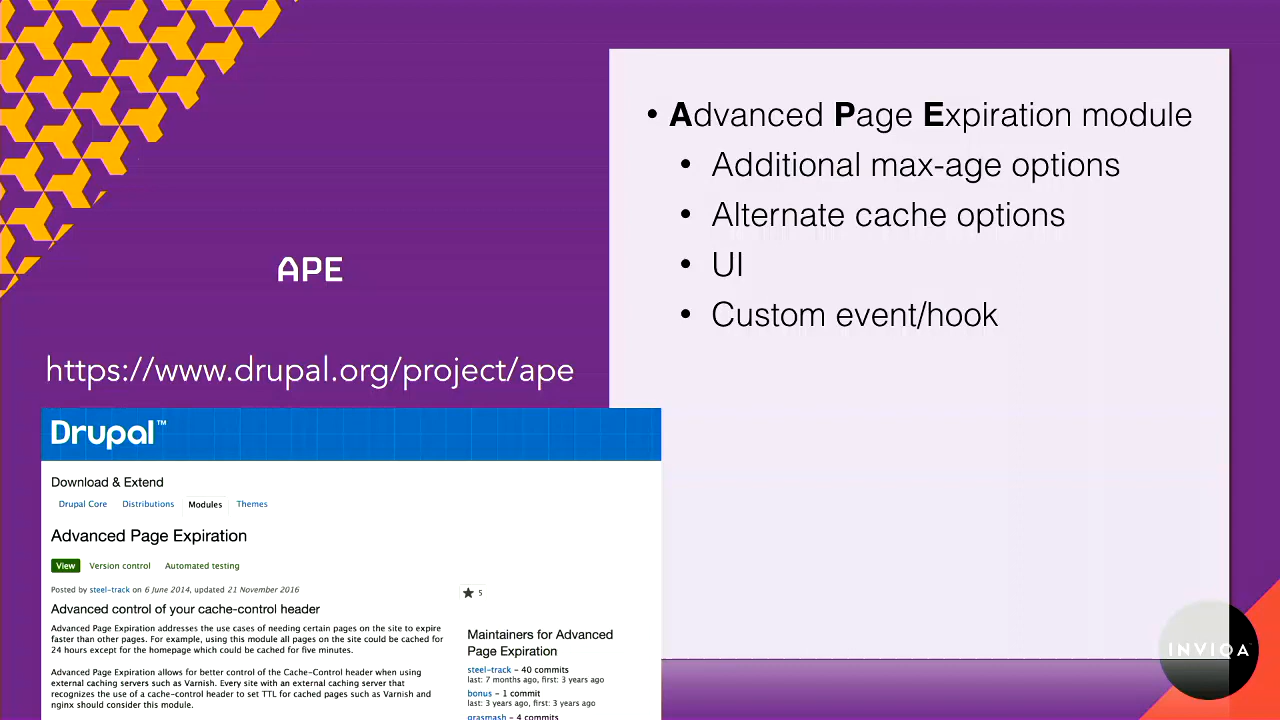 APE
https://www.drupal.org/project/ape
• Advanced Page Expiration module
• Additional max-age options
• Alternate cache options
• UI
• Custom event/hook
Drupal™
Download & Extend
Drupal Core Distributions Modules Themes
Advanced Page Expiration
View Version control Automated testing
Posted by steel-track on 6 June 2014, updated 21 November 2016
★ 5
Advanced control of your cache-control header
Advanced Page Expiration addresses the use cases of needing certain pages on the site to expire
faster than other pages. For example, using this module all pages on the site could be cached for
24 hours except for the homepage which could be cached for five minutes.
Advanced Page Expiration allows for better control of the Cache-Control header when using
external caching servers such as Varnish. Every site with an external caching server that
recognizes the use of a cache-control header to set TTL for cached pages such as Varnish and
nginx should consider this module.
Maintainers for Advanced
Page Expiration
steel-track – 40 commits
last: 7 months ago, first: 3 years ago
bonus – 1 commit
last: 3 years ago, first: 3 years ago
grasmash – 4 commits
INVIQA